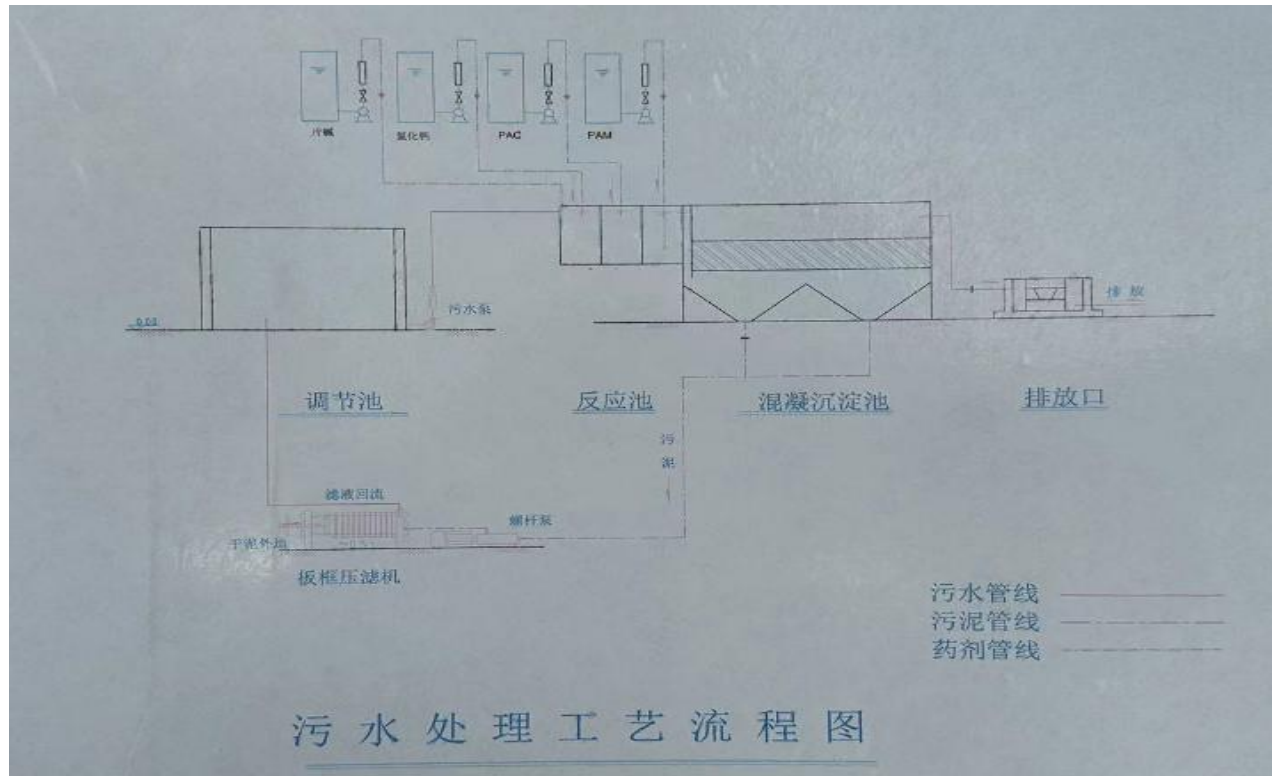 片碱
氯化钙
PAC
PAM
污水泵
排放
调节池
反应池
混凝沉淀池
排放口
污泥
滤液回流
螺杆泵
干泥外运
板框压滤机
污水管线
污泥管线
药剂管线
污水处理工艺流程图